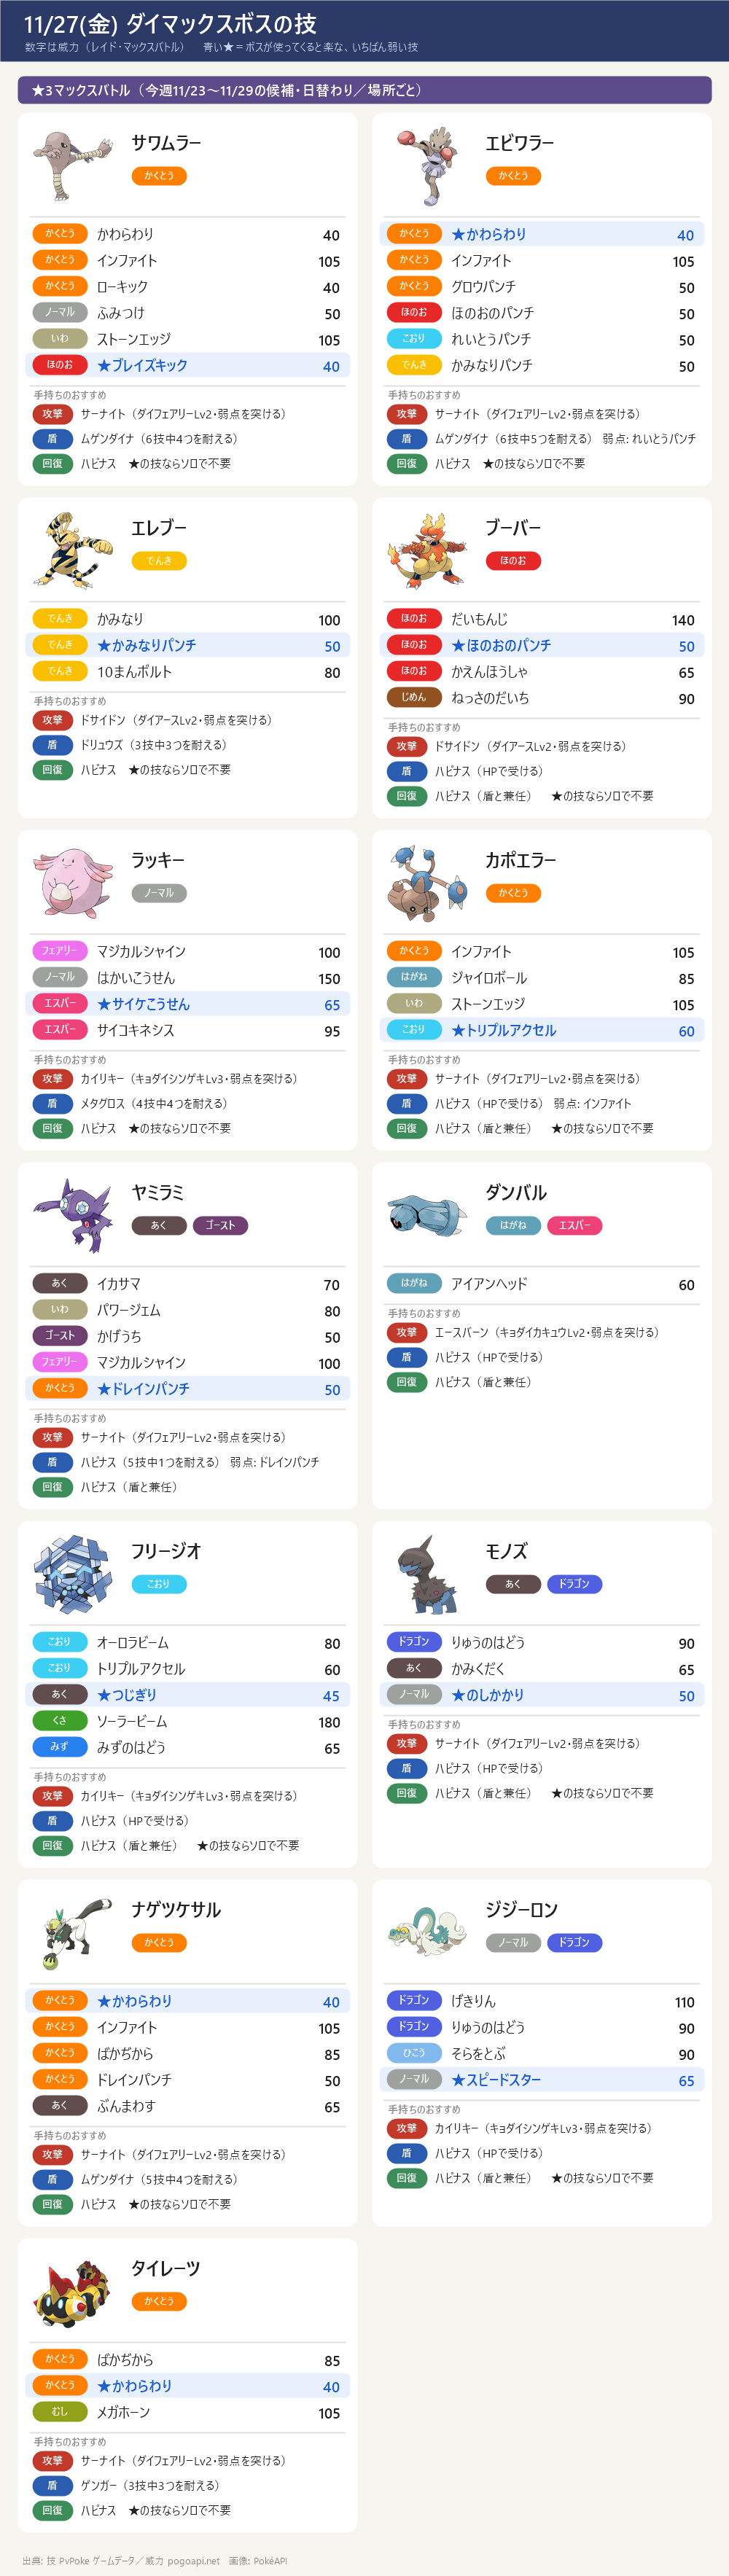 11/27(金) ダイマックスボスの技
数字は威力（レイド・マックスバトル）　青い★＝ボスが使ってくると楽な、いちばん弱い技
★3マックスバトル（今週11/23〜11/29の候補・日替わり／場所ごと）
サワムラー
かくとう
かくとう かわらわり 40
かくとう インファイト 105
かくとう ローキック 40
ノーマル ふみつけ 50
いわ ストーンエッジ 105
ほのお ★ブレイズキック 40
手持ちのおすすめ
攻撃 サーナイト（ダイフェアリーLv2・弱点を突ける）
盾 ムゲンダイナ（6技中4つを耐える）
回復 ハピナス　★の技ならソロで不要
エビワラー
かくとう
かくとう ★かわらわり 40
かくとう インファイト 105
かくとう グロウパンチ 50
ほのお ほのおのパンチ 50
こおり れいとうパンチ 50
でんき かみなりパンチ 50
手持ちのおすすめ
攻撃 サーナイト（ダイフェアリーLv2・弱点を突ける）
盾 ムゲンダイナ（6技中5つを耐える）　弱点: れいとうパンチ
回復 ハピナス　★の技ならソロで不要
エレブー
でんき
でんき かみなり 100
でんき ★かみなりパンチ 50
でんき 10まんボルト 80
手持ちのおすすめ
攻撃 ドサイドン（ダイアースLv2・弱点を突ける）
盾 ドリュウズ（3技中3つを耐える）
回復 ハピナス　★の技ならソロで不要
ブーバー
ほのお
ほのお だいもんじ 140
ほのお ★ほのおのパンチ 50
ほのお かえんほうしゃ 65
じめん ねっさのだいち 90
手持ちのおすすめ
攻撃 ドサイドン（ダイアースLv2・弱点を突ける）
盾 ハピナス（HPで受ける）
回復 ハピナス（盾と兼任）　★の技ならソロで不要
ラッキー
ノーマル
フェアリー マジカルシャイン 100
ノーマル はかいこうせん 150
エスパー ★サイケこうせん 65
エスパー サイコキネシス 95
手持ちのおすすめ
攻撃 カイリキー（キョダイシンゲキLv3・弱点を突ける）
盾 メタグロス（4技中4つを耐える）
回復 ハピナス　★の技ならソロで不要
カポエラー
かくとう
かくとう インファイト 105
はがね ジャイロボール 85
いわ ストーンエッジ 105
こおり ★トリプルアクセル 60
手持ちのおすすめ
攻撃 サーナイト（ダイフェアリーLv2・弱点を突ける）
盾 ハピナス（HPで受ける）　弱点: インファイト
回復 ハピナス（盾と兼任）　★の技ならソロで不要
ヤミラミ
あく ゴースト
あく イカサマ 70
いわ パワージェム 80
ゴースト かげうち 50
フェアリー マジカルシャイン 100
かくとう ★ドレインパンチ 50
手持ちのおすすめ
攻撃 サーナイト（ダイフェアリーLv2・弱点を突ける）
盾 ハピナス（5技中1つを耐える）　弱点: ドレインパンチ
回復 ハピナス（盾と兼任）
ダンバル
はがね エスパー
はがね アイアンヘッド 60
手持ちのおすすめ
攻撃 エースバーン（キョダイカキュウLv2・弱点を突ける）
盾 ハピナス（HPで受ける）
回復 ハピナス（盾と兼任）
フリージオ
こおり
こおり オーロラビーム 80
こおり トリプルアクセル 60
あく ★つじぎり 45
くさ ソーラービーム 180
みず みずのはどう 65
手持ちのおすすめ
攻撃 カイリキー（キョダイシンゲキLv3・弱点を突ける）
盾 ハピナス（HPで受ける）
回復 ハピナス（盾と兼任）　★の技ならソロで不要
モノズ
あく ドラゴン
ドラゴン りゅうのはどう 90
あく かみくだく 65
ノーマル ★のしかかり 50
手持ちのおすすめ
攻撃 サーナイト（ダイフェアリーLv2・弱点を突ける）
盾 ハピナス（HPで受ける）
回復 ハピナス（盾と兼任）　★の技ならソロで不要
ナゲツケサル
かくとう
かくとう ★かわらわり 40
かくとう インファイト 105
かくとう ばかぢから 85
かくとう ドレインパンチ 50
あく ぶんまわす 65
手持ちのおすすめ
攻撃 サーナイト（ダイフェアリーLv2・弱点を突ける）
盾 ムゲンダイナ（5技中4つを耐える）
回復 ハピナス　★の技ならソロで不要
ジジーロン
ノーマル ドラゴン
ドラゴン げきりん 110
ドラゴン りゅうのはどう 90
ひこう そらをとぶ 90
ノーマル ★スピードスター 65
手持ちのおすすめ
攻撃 カイリキー（キョダイシンゲキLv3・弱点を突ける）
盾 ハピナス（HPで受ける）
回復 ハピナス（盾と兼任）　★の技ならソロで不要
タイレーツ
かくとう
かくとう ばかぢから 85
かくとう ★かわらわり 40
むし メガホーン 105
手持ちのおすすめ
攻撃 サーナイト（ダイフェアリーLv2・弱点を突ける）
盾 ゲンガー（3技中3つを耐える）
回復 ハピナス　★の技ならソロで不要
出典: 技 PvPoke ゲームデータ／威力 pogoapi.net　画像: PokéAPI